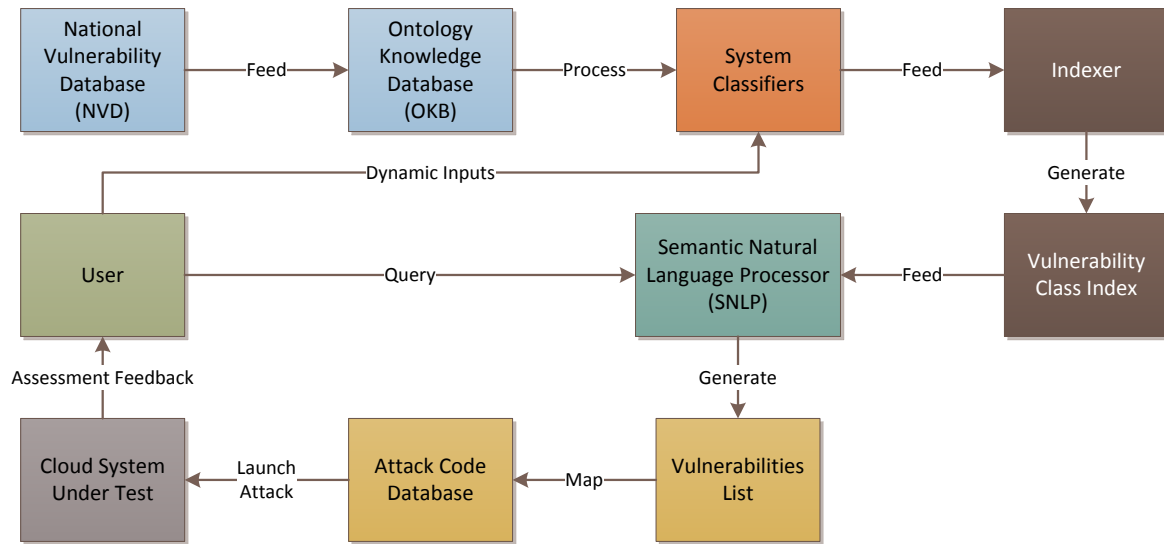 National
Vulnerability
Database
(NVD)
Feed
Ontology
Knowledge
Database
(OKB)
Process
System
Classifiers
Feed
Indexer
Dynamic Inputs
Generate
User
Query
Semantic Natural
Language Processor
(SNLP)
Feed
Vulnerability
Class Index
Assessment Feedback
Generate
Cloud System
Under Test
Launch
Attack
Attack Code
Database
Map
Vulnerabilities
List